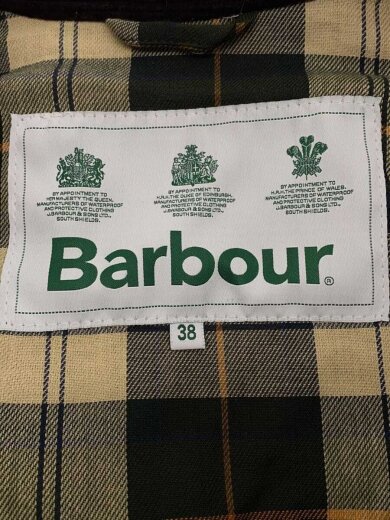 BY APPOINTMENT TO
HER MAJESTY THE QUEEN.
MANUFACTURERS OF WATERPROOF
AND PROTECTIVE CLOTHING
J.BARBOUR & SONS LTD.,
SOUTH SHIELDS.
BY APPOINTMENT TO
H.R.H. THE DUKE OF EDINBURGH.
MANUFACTURERS OF WATERPROOF
AND PROTECTIVE CLOTHING
J.BARBOUR & SONS LTD.,
SOUTH SHIELDS.
BY APPOINTMENT TO
H.R.H. THE PRINCE OF WALES.
MANUFACTURERS OF WATERPROOF
AND PROTECTIVE CLOTHING
J.BARBOUR & SONS LTD.,
SOUTH SHIELDS.
Barbour®
38